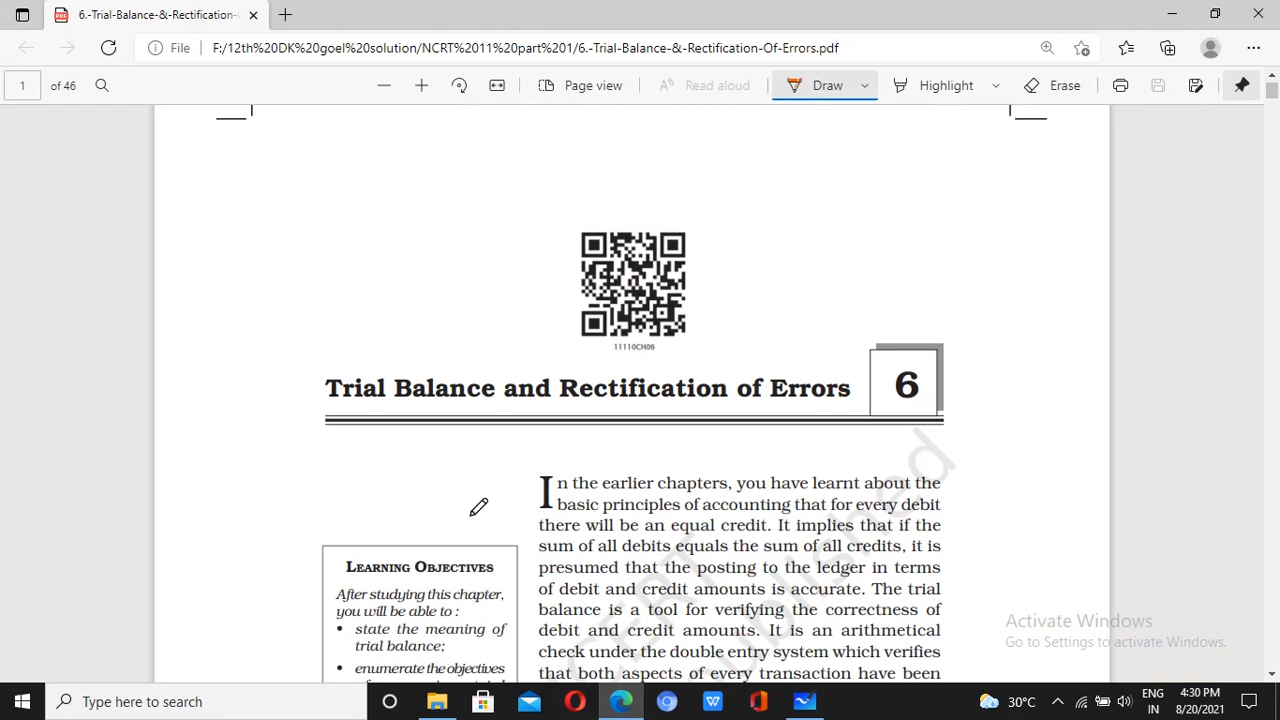 6.-Trial-Balance-&-Rectification-
File F:/12th%20DK%20goel%20solution/NCRT%2011%20part%201/6.-Trial-Balance-&-Rectification-Of-Errors.pdf
1 of 46 Page view Read aloud Draw Highlight Erase
11110CH06
Trial Balance and Rectification of Errors 6
In the earlier chapters, you have learnt about the
basic principles of accounting that for every debit
there will be an equal credit. It implies that if the
sum of all debits equals the sum of all credits, it is
presumed that the posting to the ledger in terms
of debit and credit amounts is accurate. The trial
balance is a tool for verifying the correctness of
debit and credit amounts. It is an arithmetical
check under the double entry system which verifies
that both aspects of every transaction have been
LEARNING OBJECTIVES
After studying this chapter,
you will be able to :
• state the meaning of
trial balance;
• enumerate the objectives
Activate Windows
Go to Settings to activate Windows.
Type here to search
30°C
ENG
IN
4:30 PM
8/20/2021